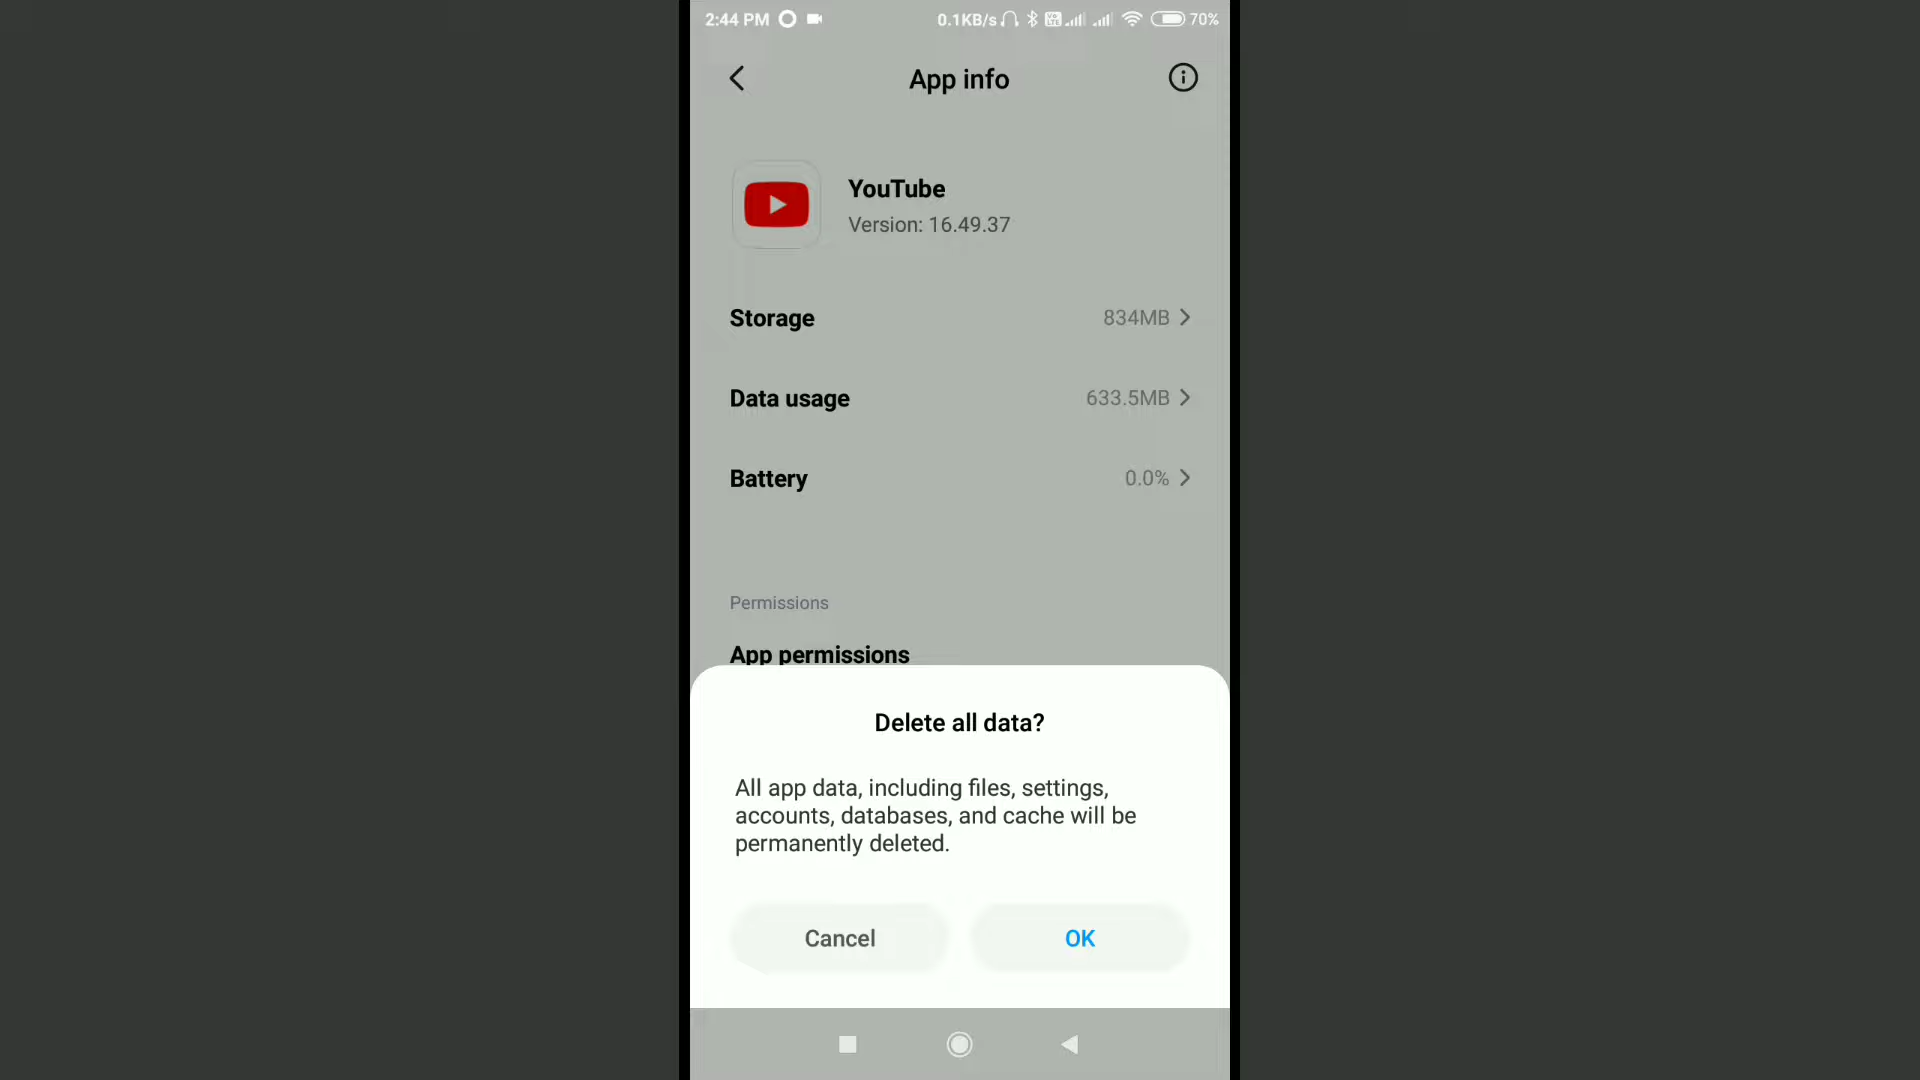 2:44 PM 0.1KB/s 70%
App info
YouTube
Version: 16.49.37
Storage 834MB
Data usage 633.5MB
Battery 0.0%
Permissions
App permissions
Delete all data?
All app data, including files, settings,
accounts, databases, and cache will be
permanently deleted.
Cancel OK